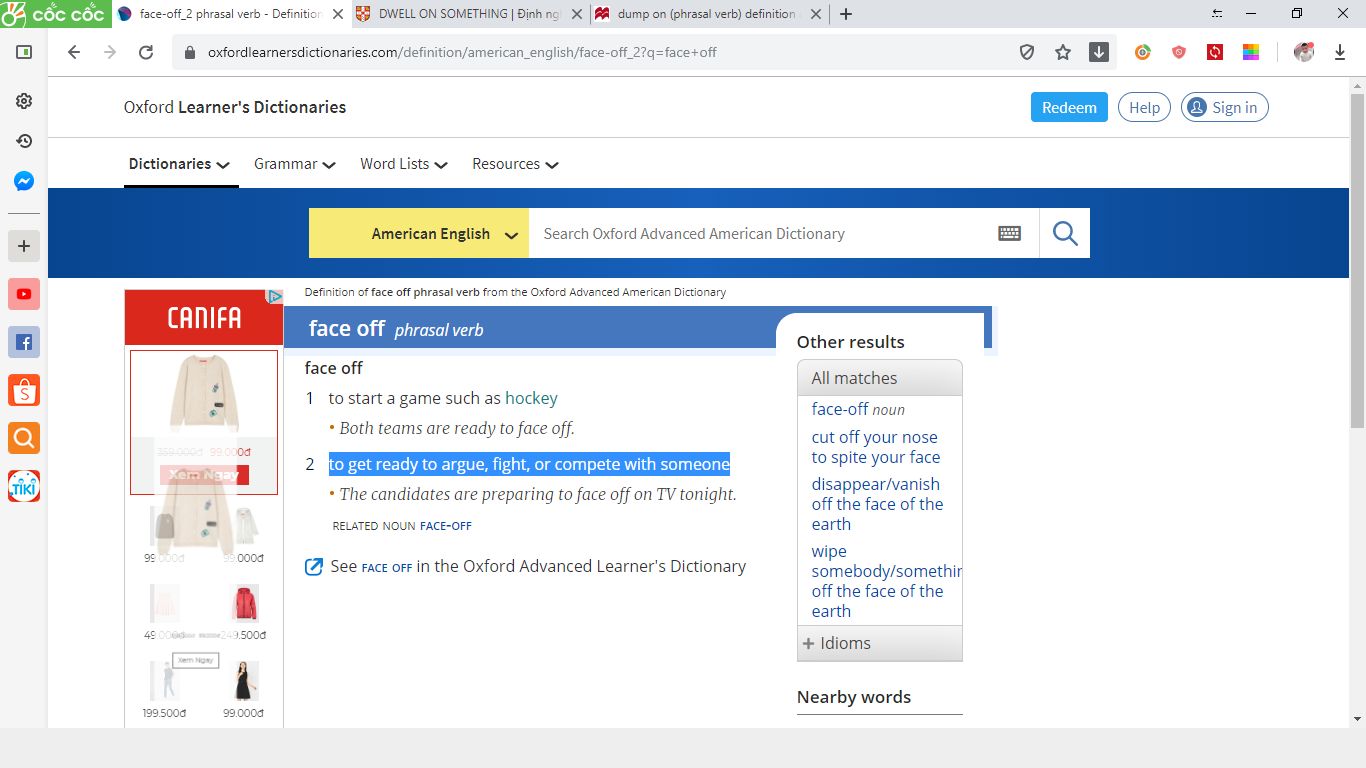 cốc cốc
face-off_2 phrasal verb - Definition
DWELL ON SOMETHING | Định ng
dump on (phrasal verb) definition a
oxfordlearnersdictionaries.com/definition/american_english/face-off_2?q=face+off
Oxford Learner's Dictionaries
Redeem
Help
Sign in
Dictionaries
Grammar
Word Lists
Resources
American English
Search Oxford Advanced American Dictionary
Definition of face off phrasal verb from the Oxford Advanced American Dictionary
CANIFA
face off phrasal verb
face off
1 to start a game such as hockey
• Both teams are ready to face off.
2 to get ready to argue, fight, or compete with someone
• The candidates are preparing to face off on TV tonight.
RELATED NOUN FACE-OFF
See FACE OFF in the Oxford Advanced Learner's Dictionary
359.000đ 99.000đ
Xem Ngay
99.000đ
99.000đ
49.000đ
249.500đ
Xem Ngay
199.500đ
99.000đ
TIKI
Other results
All matches
face-off noun
cut off your nose
to spite your face
disappear/vanish
off the face of the
earth
wipe
somebody/somethin
off the face of the
earth
+ Idioms
Nearby words